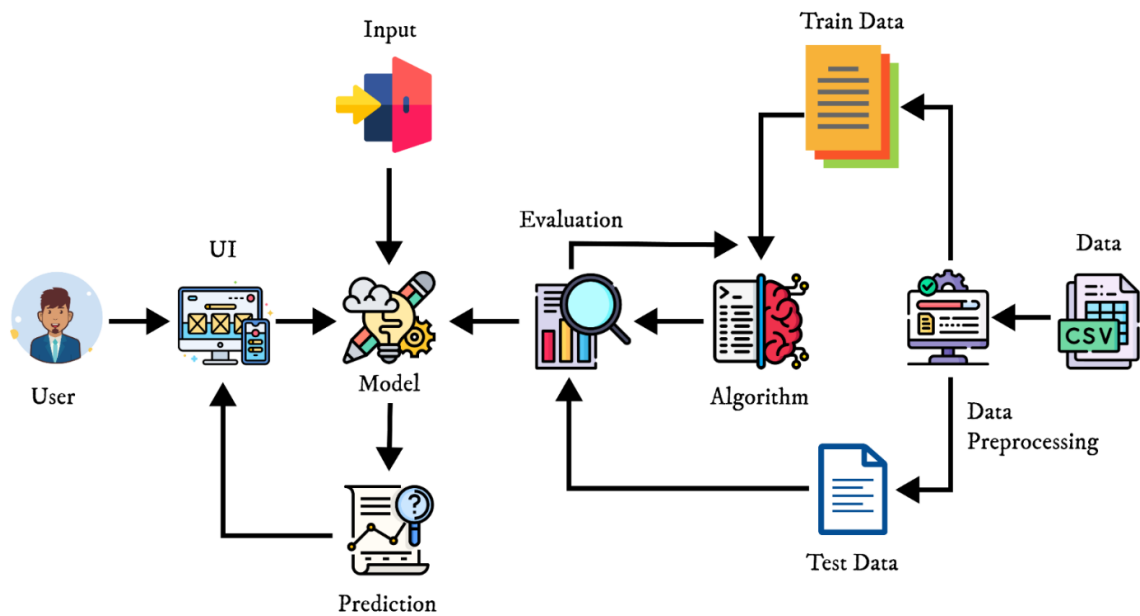 Input
Train Data
Evaluation
UI
Data
CSV
User
Model
Algorithm
Data
Preprocessing
Test Data
Prediction
?